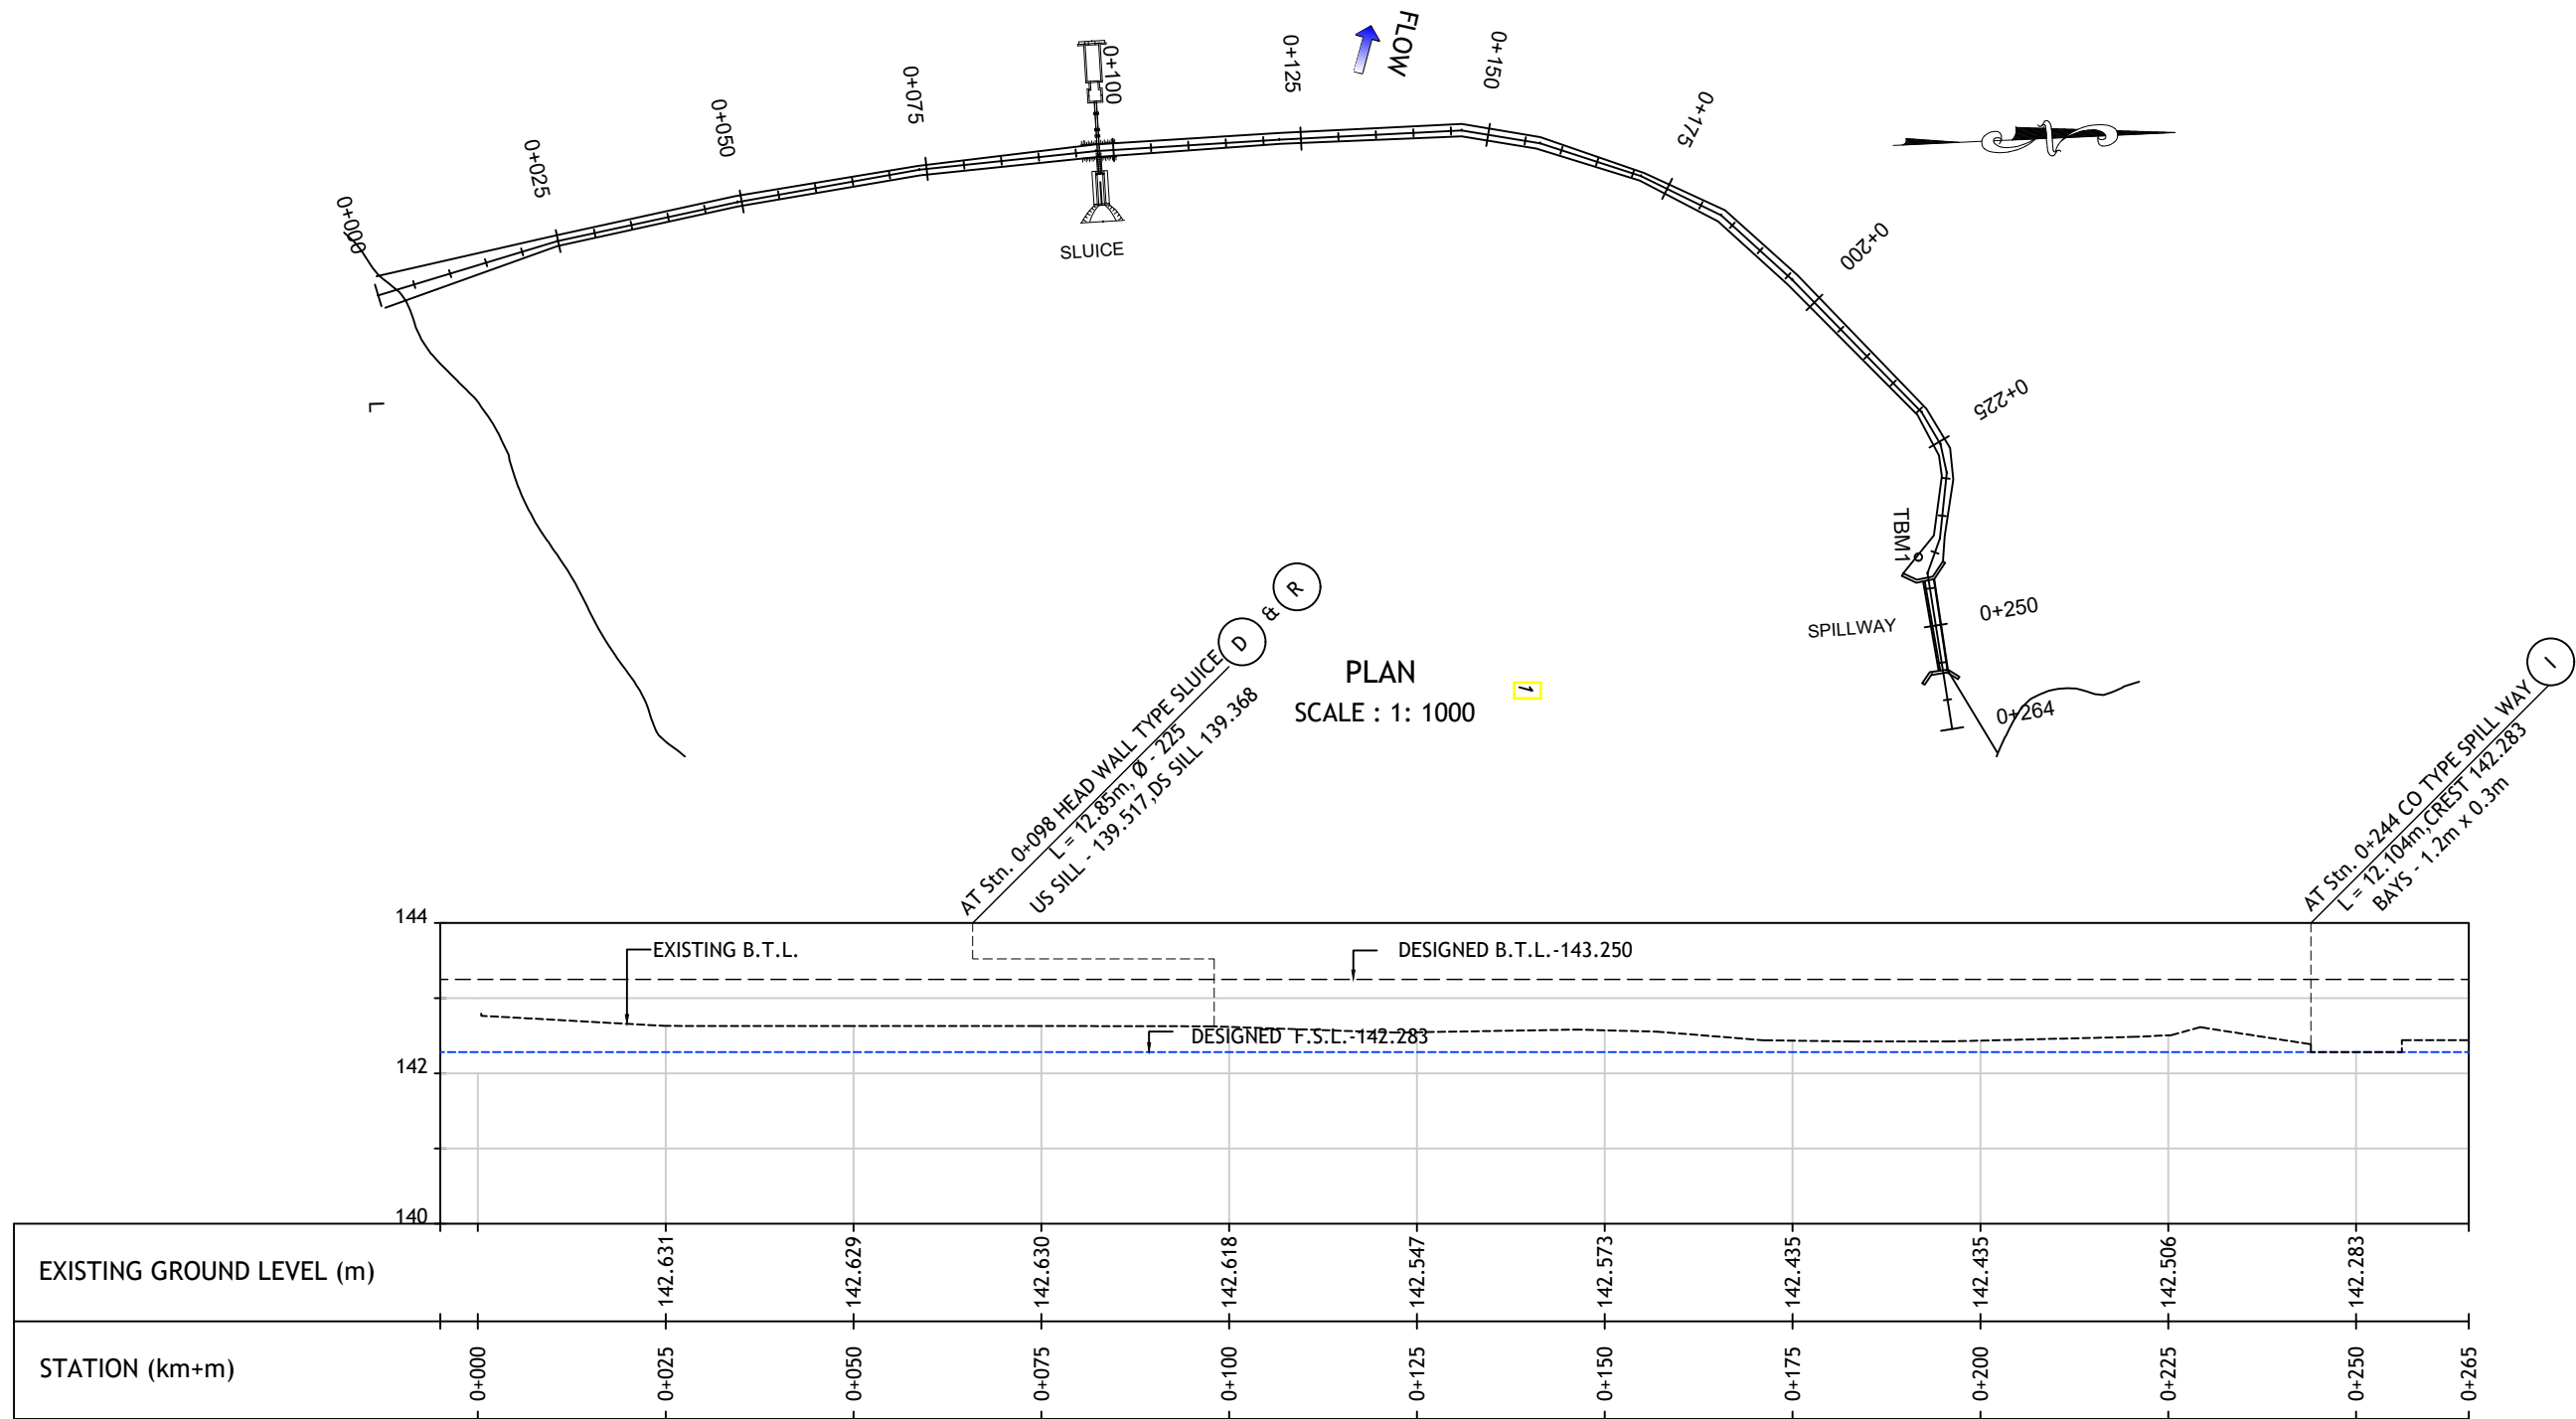 FLOW
0+000
0+025
0+050
0+075
0+100
0+125
0+150
0+175
0+200
0+225
0+250
0+264
SLUICE
L
TBM1
SPILLWAY
PLAN
SCALE : 1: 1000
1
AT Stn. 0+098 HEAD WALL TYPE SLUICE D & R
L = 12.85m, Ø - 225
US SILL - 139.517,DS SILL 139.368
AT Stn. 0+244 CO TYPE SPILL WAY I
L = 12.104m,CREST 142.283
BAYS - 1.2m x 0.3m
144
142
140
EXISTING B.T.L.
DESIGNED B.T.L.-143.250
DESIGNED F.S.L.-142.283
EXISTING GROUND LEVEL (m) 142.631 142.629 142.630 142.618 142.547 142.573 142.435 142.435 142.506 142.283
STATION (km+m) 0+000 0+025 0+050 0+075 0+100 0+125 0+150 0+175 0+200 0+225 0+250 0+265